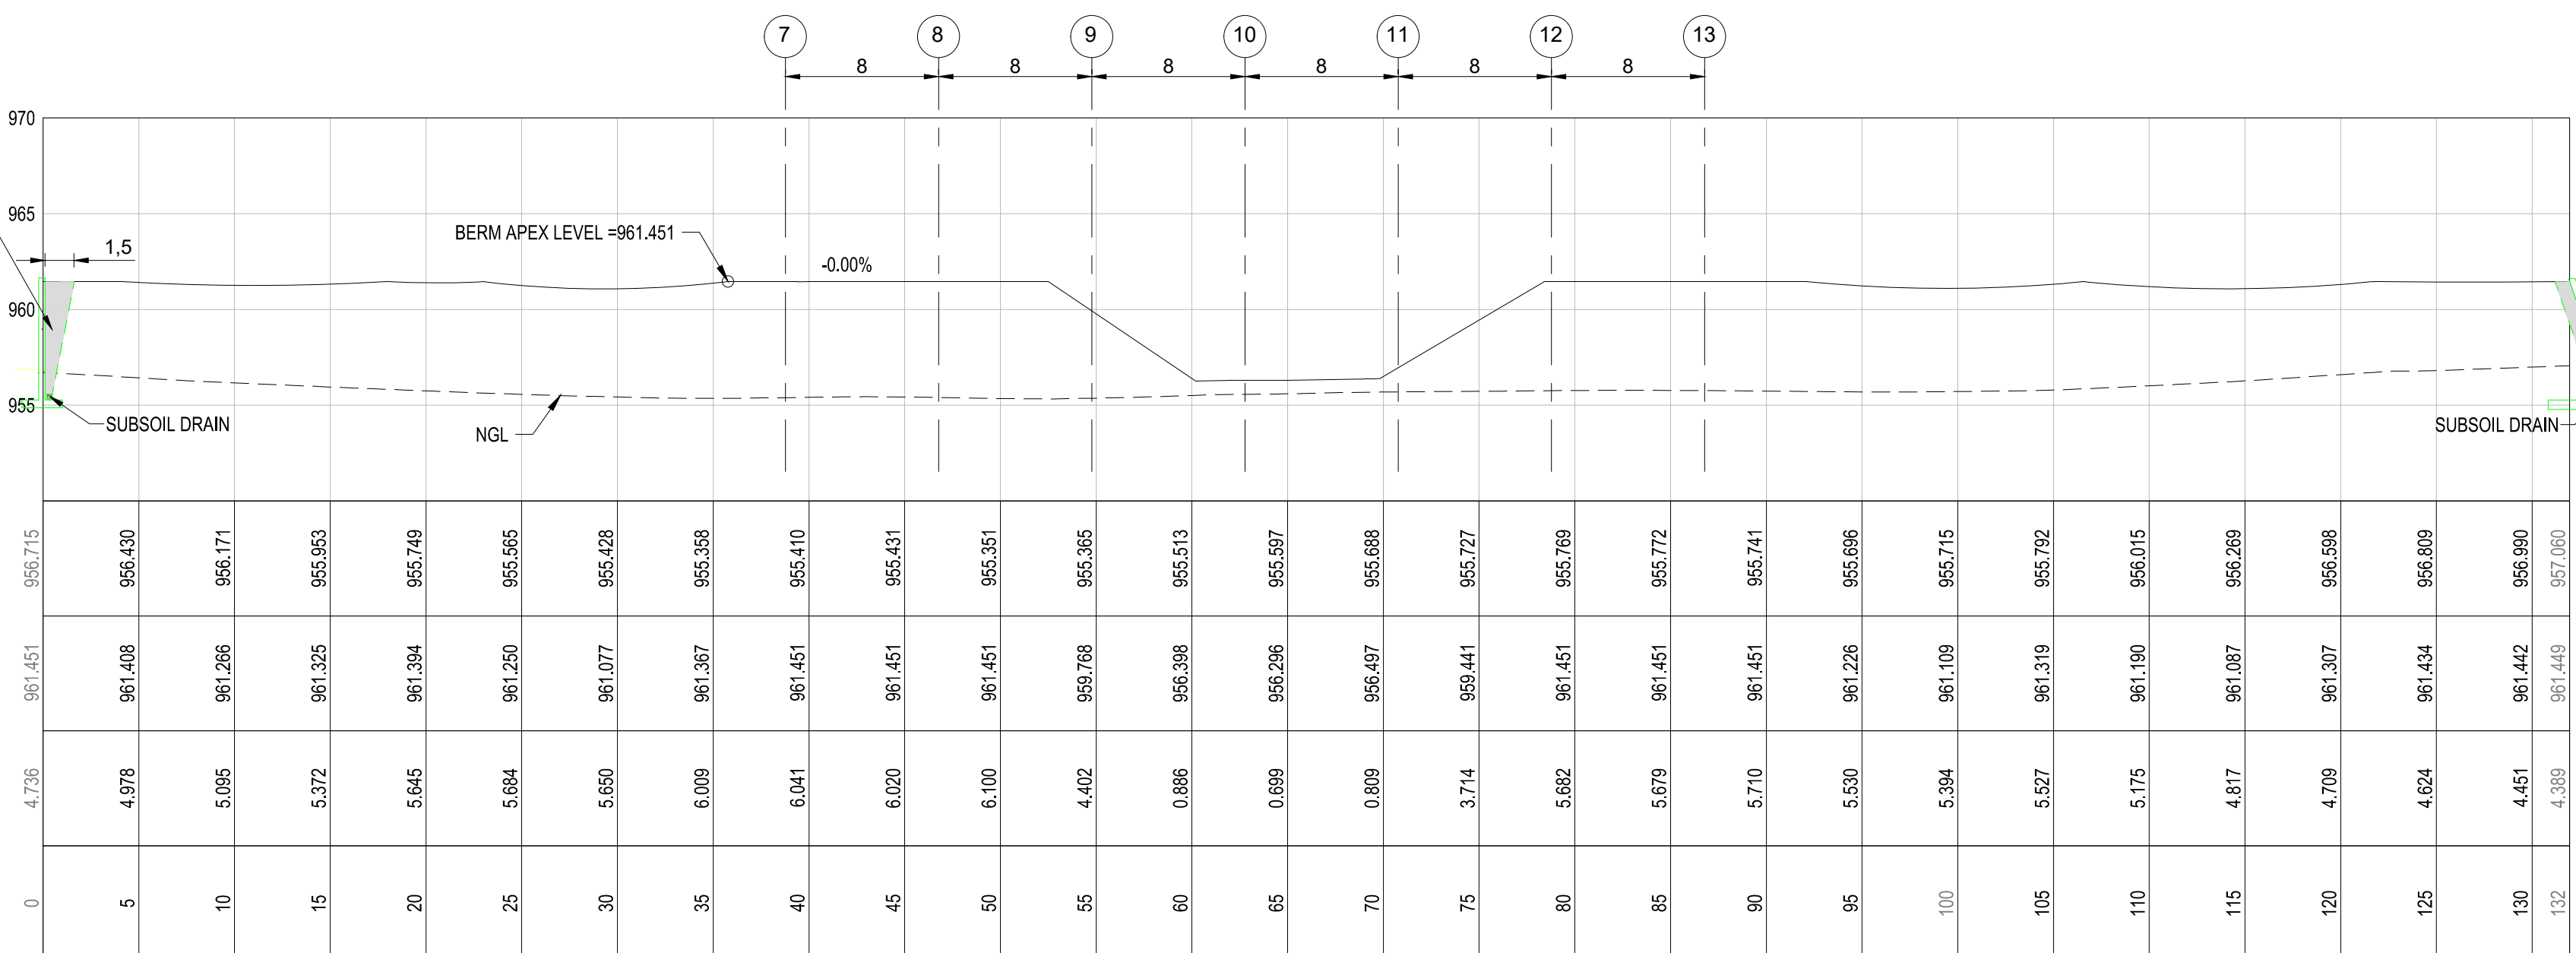 7 8 9 10 11 12 13
8 8 8 8 8 8
970
965
BERM APEX LEVEL =961.451
1,5
-0.00%
960
955
SUBSOIL DRAIN
NGL
SUBSOIL DRAIN
956.715 956.430 956.171 955.953 955.749 955.565 955.428 955.358 955.410 955.431 955.351 955.365 955.513 955.597 955.688 955.727 955.769 955.772 955.741 955.696 955.715 955.792 956.015 956.269 956.598 956.809 956.990 957.060
961.451 961.408 961.266 961.325 961.394 961.250 961.077 961.367 961.451 961.451 961.451 959.768 956.398 956.296 956.497 959.441 961.451 961.451 961.451 961.226 961.109 961.319 961.190 961.087 961.307 961.434 961.442 961.449
4.736 4.978 5.095 5.372 5.645 5.684 5.650 6.009 6.041 6.020 6.100 4.402 0.886 0.699 0.809 3.714 5.682 5.679 5.710 5.530 5.394 5.527 5.175 4.817 4.709 4.624 4.451 4.389
0 5 10 15 20 25 30 35 40 45 50 55 60 65 70 75 80 85 90 95 100 105 110 115 120 125 130 132